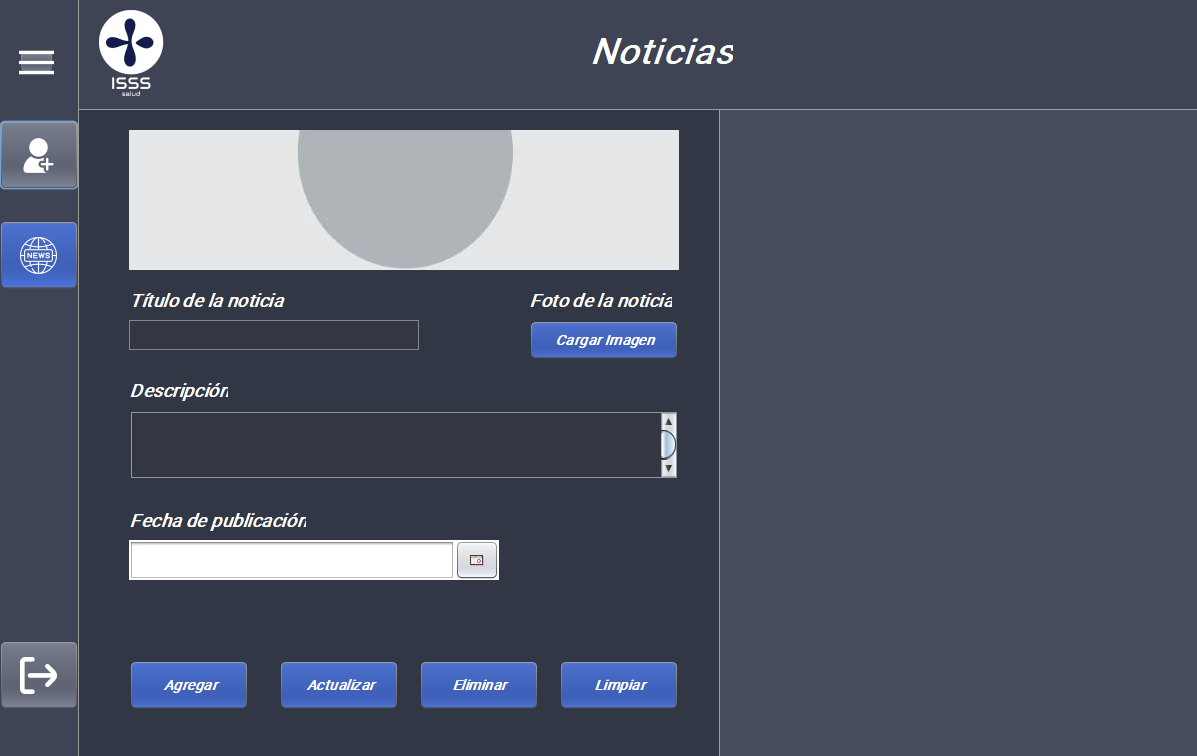 Noticias
ISSS
salud
NEWS
Título de la noticia
Foto de la noticia
Cargar Imagen
Descripción
Fecha de publicación
Agregar
Actualizar
Eliminar
Limpiar